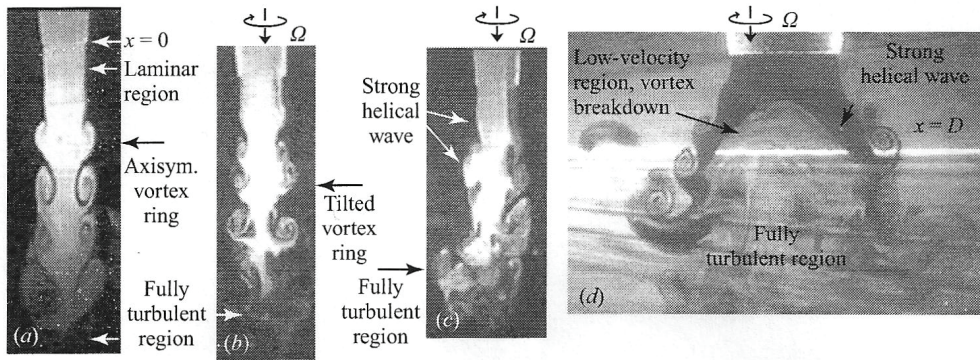 x = 0
Laminar
region
Axisym.
vortex
ring
Fully
turbulent
region
(a)
Ω
Tilted
vortex
ring
(b)
Ω
Strong
helical
wave
Fully
turbulent
region
(c)
Ω
Low-velocity
region, vortex
breakdown
Strong
helical wave
x = D
Fully
turbulent region
(d)